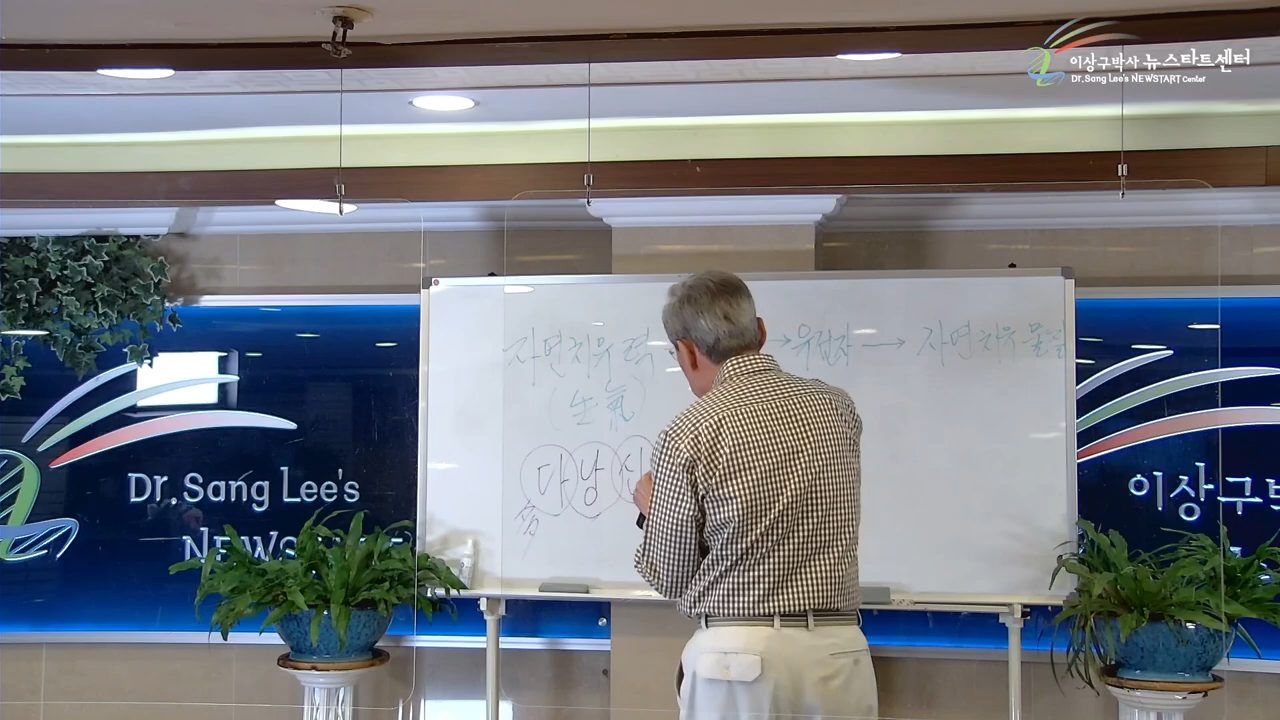 이상구박사 뉴스타트센터
Dr.Sang Lee's NEWSTART Center
자연치유력 → 유전자 → 자연치유물질
(生氣)
다낭신
多
Dr. Sang Lee's
이상구